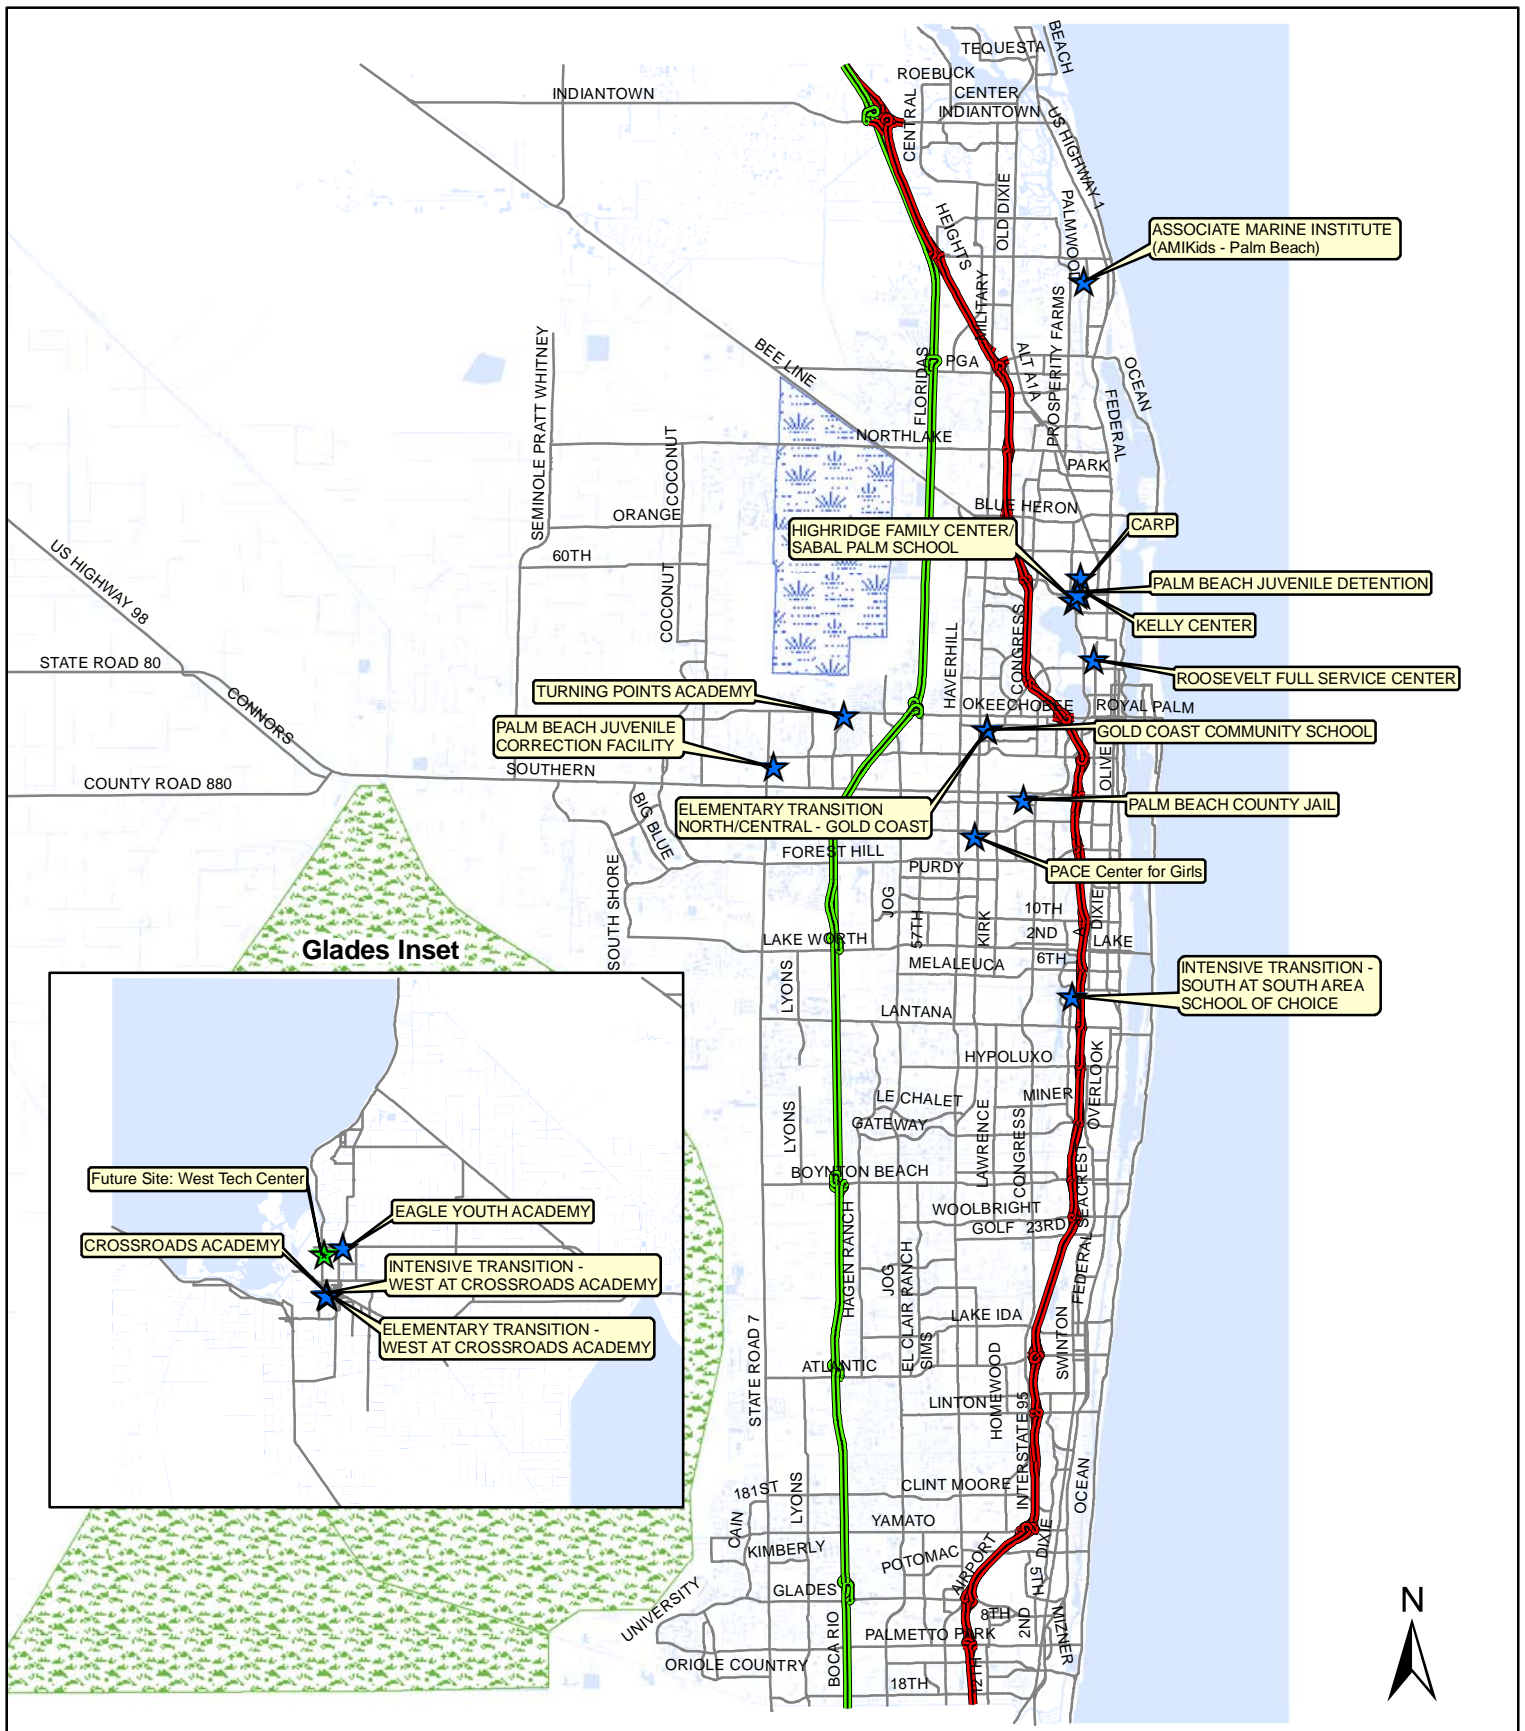 TEQUESTA
BEACH
ROEBUCK
CENTER
INDIANTOWN
INDIANTOWN
CENTRAL
US HIGHWAY 1
OLD DIXIE
PALMWOOD
HEIGHTS
ASSOCIATE MARINE INSTITUTE
(AMIKids - Palm Beach)
MILITARY
PROSPERITY FARMS
SEMINOLE PRATT WHITNEY
BEE LINE
FLORIDAS
PGA
ALT A1A
OCEAN
FEDERAL
NORTHLAKE
COCONUT
PARK
ORANGE
BLUE HERON
HIGHRIDGE FAMILY CENTER/
SABAL PALM SCHOOL
CARP
US HIGHWAY 98
60TH
COCONUT
PALM BEACH JUVENILE DETENTION
KELLY CENTER
HAVERHILL
CONGRESS
STATE ROAD 80
ROOSEVELT FULL SERVICE CENTER
CONNORS
TURNING POINTS ACADEMY
OKEECHOBEE
ROYAL PALM
PALM BEACH JUVENILE
CORRECTION FACILITY
GOLD COAST COMMUNITY SCHOOL
SOUTHERN
OLIVE
COUNTY ROAD 880
BIG BLUE
ELEMENTARY TRANSITION
NORTH/CENTRAL - GOLD COAST
PALM BEACH COUNTY JAIL
FOREST HILL
PURDY
PACE Center for Girls
SOUTH SHORE
JOG
57TH
KIRK
10TH
2ND
A
DIXIE
LAKE
LAKE WORTH
6TH
MELALEUCA
Glades Inset
LYONS
INTENSIVE TRANSITION -
SOUTH AT SOUTH AREA
SCHOOL OF CHOICE
LANTANA
HYPOLUXO
OVERLOOK
LE CHALET
MINER
LYONS
GATEWAY
LAWRENCE
CONGRESS
BOYNTON BEACH
SEACREST
Future Site: West Tech Center
EAGLE YOUTH ACADEMY
WOOLBRIGHT
GOLF
23RD
HAGEN RANCH
CROSSROADS ACADEMY
INTENSIVE TRANSITION -
WEST AT CROSSROADS ACADEMY
JOG
EL CLAIR RANCH
FEDERAL
ELEMENTARY TRANSITION -
WEST AT CROSSROADS ACADEMY
LAKE IDA
SIMS
STATE ROAD 7
ATLANTIC
HOMEWOOD
SWINTON
LINTON
INTERSTATE 95
181ST
LYONS
CLINT MOORE
OCEAN
CAIN
YAMATO
KIMBERLY
POTOMAC
AIRPORT
DIXIE
5TH
UNIVERSITY
GLADES
8TH
2ND
MIZNER
N
BOCA RIO
PALMETTO PARK
ORIOLE COUNTRY
18TH
12TH